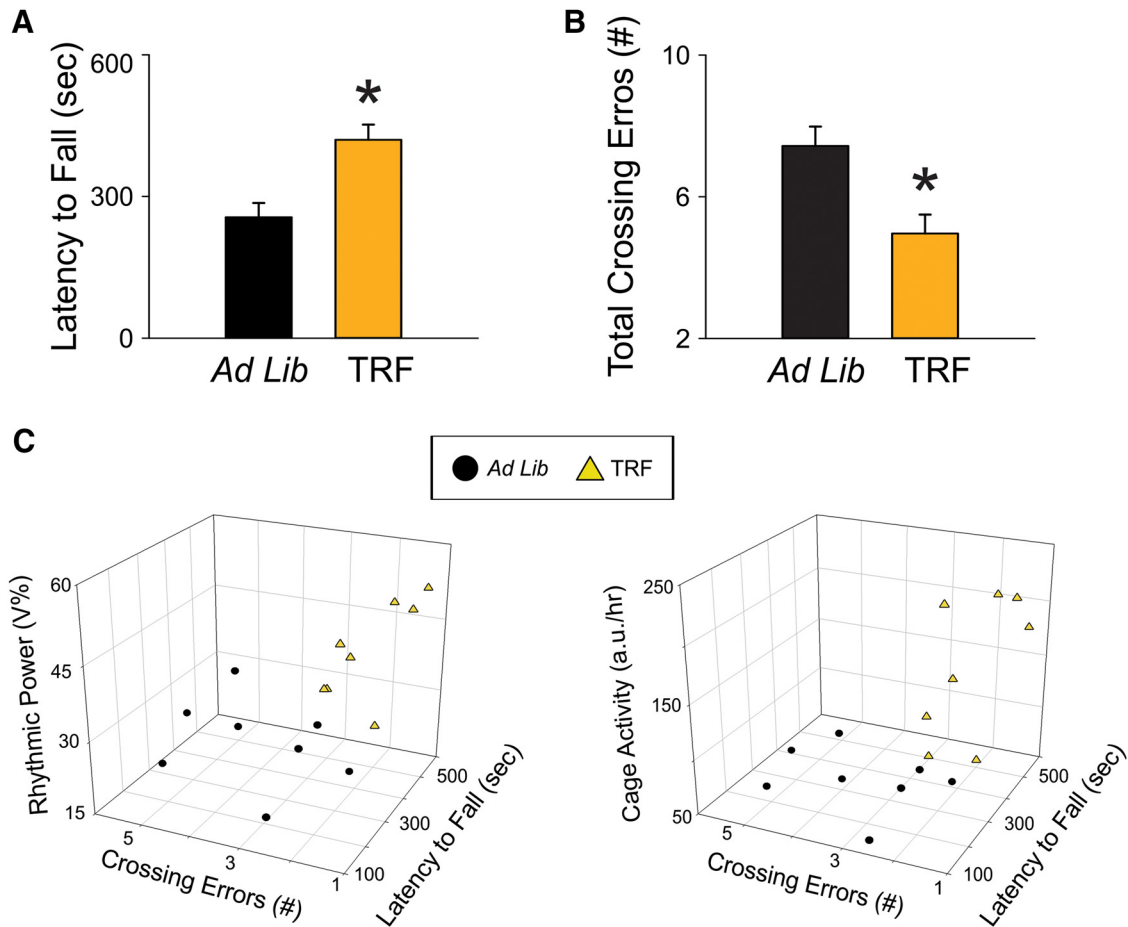 A
Latency to Fall (sec)
600
300
0
*
Ad Lib
TRF
B
Total Crossing Erros (#)
10
6
2
*
Ad Lib
TRF
C
Ad Lib
TRF
Rhythmic Power (V%)
60
45
30
15
5
3
1
Crossing Errors (#)
100
300
500
Latency to Fall (sec)
Cage Activity (a.u./hr)
250
150
50
5
3
1
Crossing Errors (#)
100
300
500
Latency to Fall (sec)